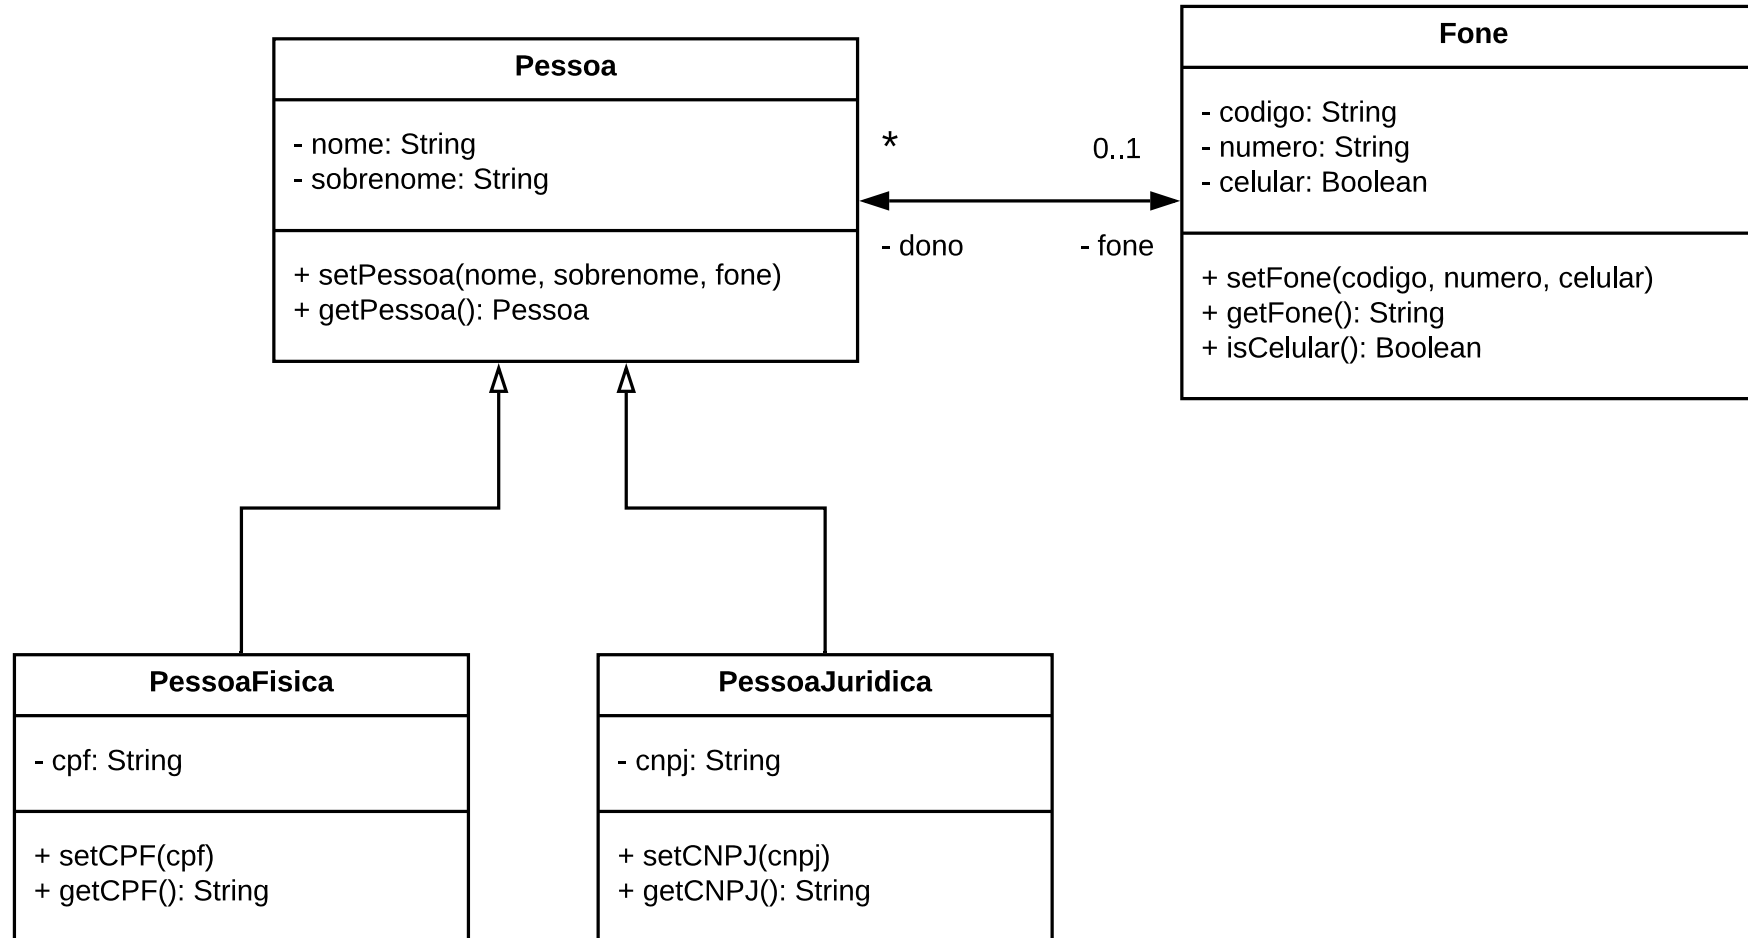 Pessoa
- nome: String
- sobrenome: String
+ setPessoa(nome, sobrenome, fone)
+ getPessoa(): Pessoa
*
0..1
- dono
- fone
Fone
- codigo: String
- numero: String
- celular: Boolean
+ setFone(codigo, numero, celular)
+ getFone(): String
+ isCelular(): Boolean
PessoaFisica
- cpf: String
+ setCPF(cpf)
+ getCPF(): String
PessoaJuridica
- cnpj: String
+ setCNPJ(cnpj)
+ getCNPJ(): String